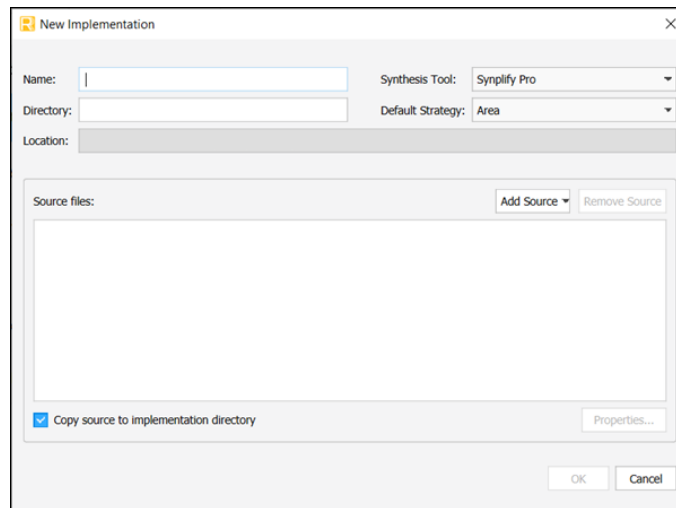 New Implementation
Name:
Synthesis Tool: Synplify Pro
Directory:
Default Strategy: Area
Location:
Source files:
Add Source
Remove Source
Copy source to implementation directory
Properties...
OK
Cancel